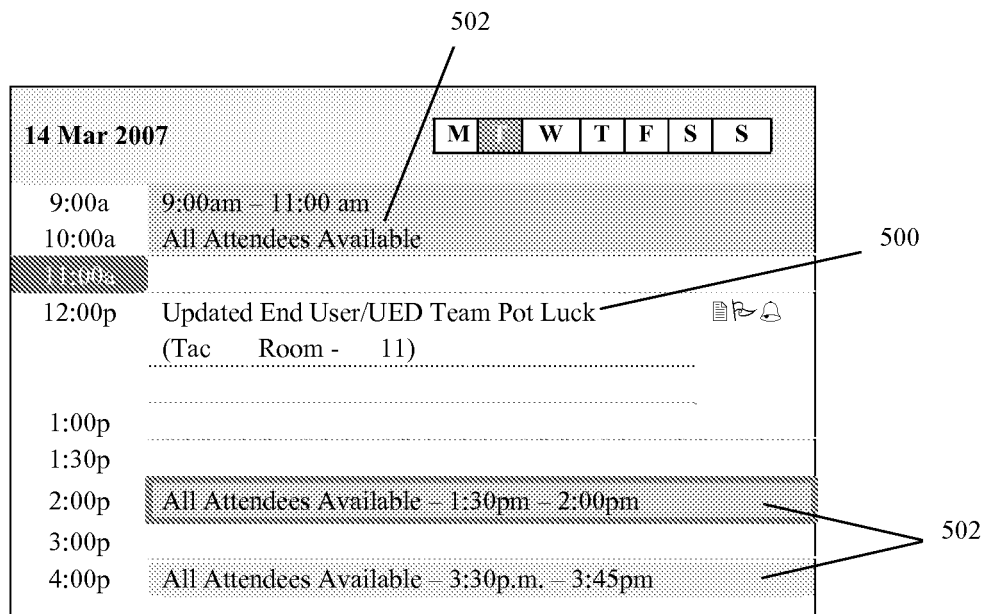 502
14 Mar 2007
M T W T F S S
9:00a 9:00am – 11:00 am
10:00a All Attendees Available
500
11:00a
12:00p Updated End User/UED Team Pot Luck
(Tac Room - 11)
1:00p
1:30p
2:00p All Attendees Available – 1:30pm – 2:00pm
3:00p
502
4:00p All Attendees Available – 3:30p.m. – 3:45pm